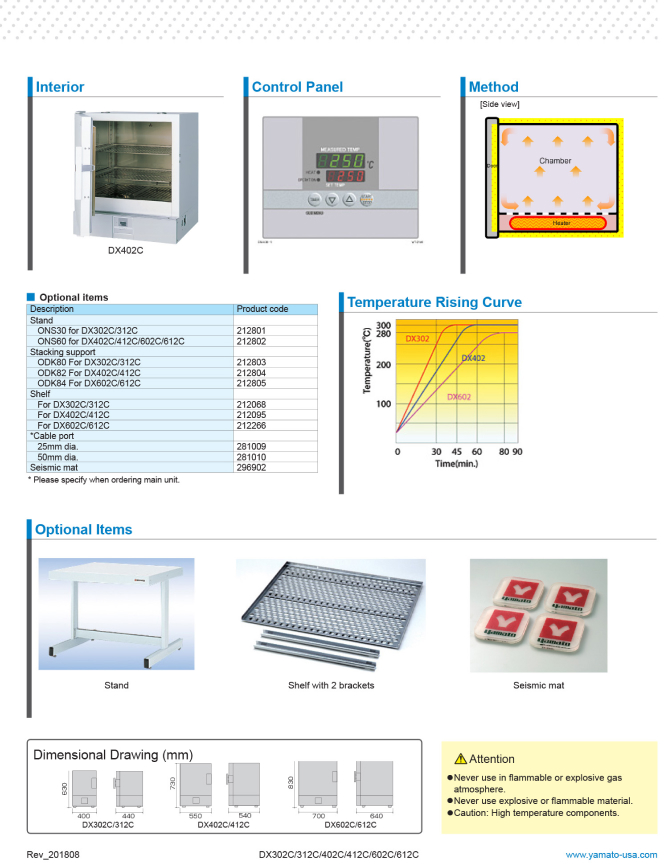 Interior
DX402C
Control Panel
MEASURED TEMP.
250 °C
HEAT
OPERATION
250
SET TEMP.
Method
[Side view]
Door
Chamber
Heater
Optional items
Description Product code
Stand
ONS30 for DX302C/312C 212801
ONS60 for DX402C/412C/602C/612C 212802
Stacking support
ODK80 For DX302C/312C 212803
ODK82 For DX402C/412C 212804
ODK84 For DX602C/612C 212805
Shelf
For DX302C/312C 212068
For DX402C/412C 212095
For DX602C/612C 212266
*Cable port
25mm dia. 281009
50mm dia. 281010
Seismic mat 296902
* Please specify when ordering main unit.
Temperature Rising Curve
Temperature(°C)
300
280
200
100
DX302
DX402
DX602
0 30 45 60 80 90
Time(min.)
Optional Items
Stand
Shelf with 2 brackets
yamato
yamato
yamato
yamato
Seismic mat
Dimensional Drawing (mm)
690
400 440
DX302C/312C
730
550 540
DX402C/412C
830
700 640
DX602C/612C
Attention
●Never use in flammable or explosive gas
atmosphere.
●Never use explosive or flammable material.
●Caution: High temperature components.
Rev_201808
DX302C/312C/402C/412C/602C/612C
www.yamato-usa.com